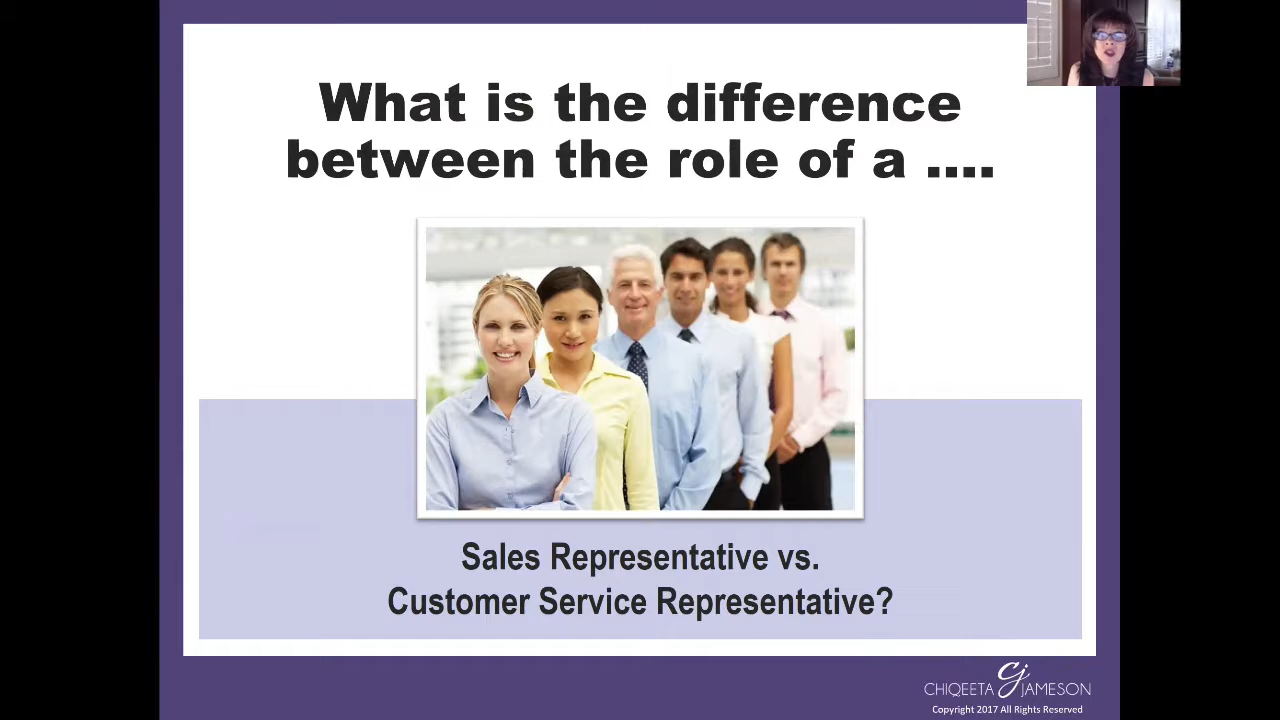 What is the difference
between the role of a ....
Sales Representative vs.
Customer Service Representative?
CHIQEETA CJ JAMESON
Copyright 2017 All Rights Reserved